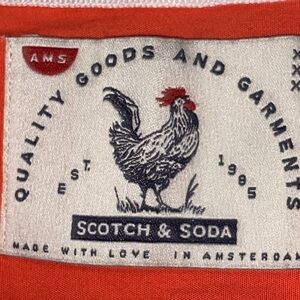 AMS
QUALITY GOODS AND GARMENTS
EST. 1985
SCOTCH & SODA
MADE WITH LOVE IN AMSTERDAM
XXX